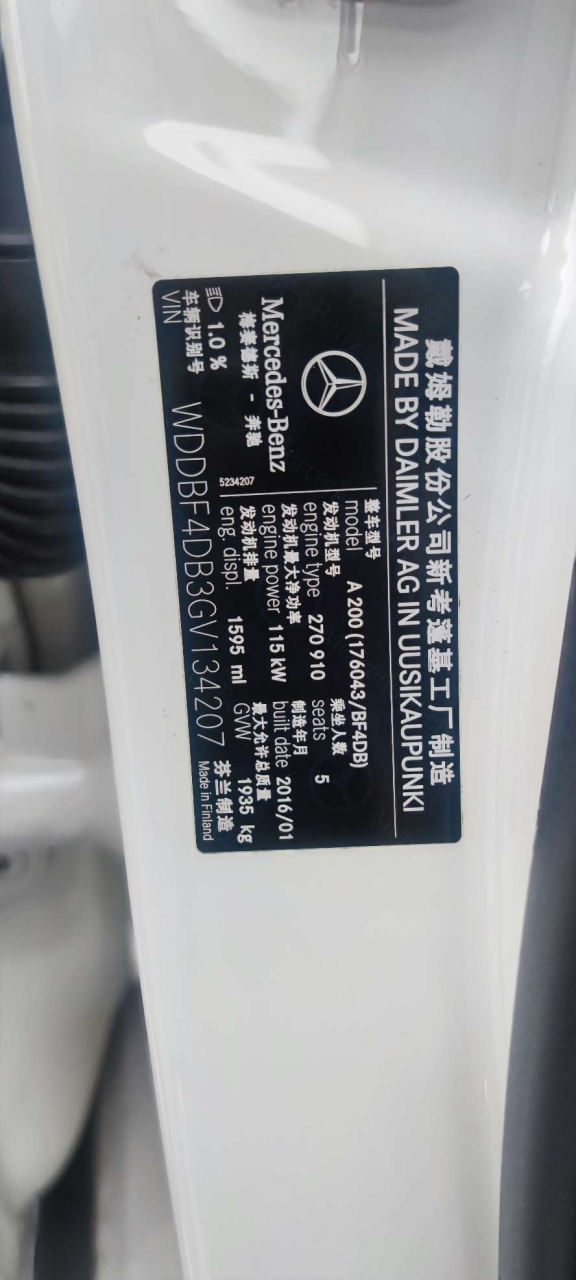 戴姆勒股份公司新考蓬基工厂制造
MADE BY DAIMLER AG IN UUSIKAUPUNKI
Mercedes-Benz
梅赛德斯 - 奔驰
1.0 %
5234207
整车型号
model A 200 (176043/BF4DB)
发动机型号 乘坐人数
engine type 270 910 seats 5
发动机最大净功率 制造年月
engine power 115 kW built date 2016/01
发动机排量 最大允许总质量
eng. displ. 1595 ml GVW 1935 kg
车辆识别号 芬兰制造
VIN WDDBF4DB3GV134207 Made in Finland